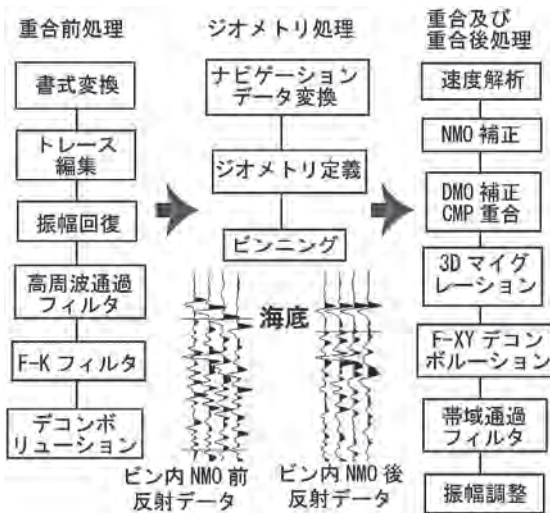 重合前処理
書式変換
トレース
編集
振幅回復
高周波通過
フィルタ
F-K フィルタ
デコンボ
リューション
ジオメトリ処理
ナビゲーション
データ変換
ジオメトリ定義
ビンニング
海底
ビン内 NMO 前
反射データ
ビン内 NMO 後
反射データ
重合及び
重合後処理
速度解析
NMO 補正
DMO 補正
CMP 重合
3D マイグ
レーション
F-XY デコン
ボルーション
帯域通過
フィルタ
振幅調整